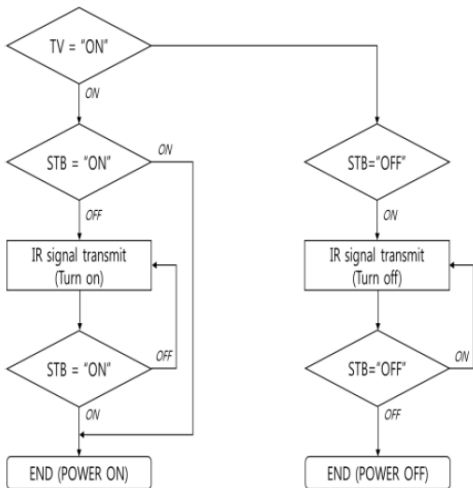 TV = "ON"
ON
STB = "ON"
ON
OFF
IR signal transmit
(Turn on)
STB = "ON"
OFF
ON
END (POWER ON)
STB="OFF"
ON
IR signal transmit
(Turn off)
STB="OFF"
ON
OFF
END (POWER OFF)